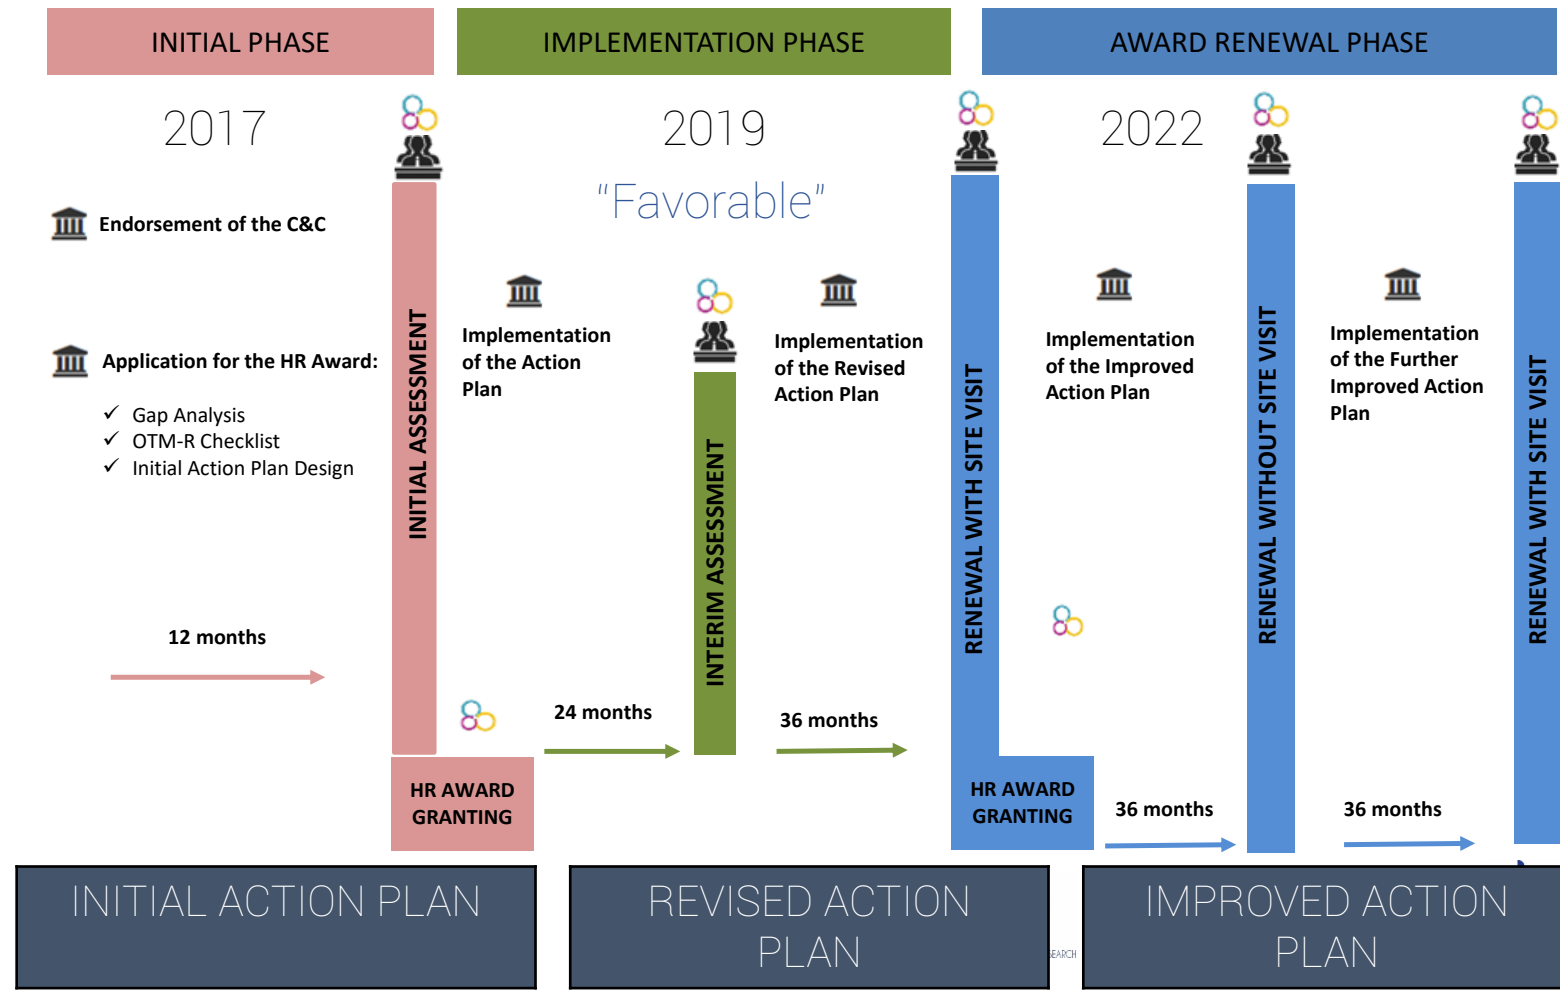 INITIAL PHASE
IMPLEMENTATION PHASE
AWARD RENEWAL PHASE
2017
2019
2022
"Favorable"
Endorsement of the C&C
Application for the HR Award:
✓ Gap Analysis
✓ OTM-R Checklist
✓ Initial Action Plan Design
12 months
INITIAL ASSESSMENT
HR AWARD
GRANTING
Implementation
of the Action
Plan
24 months
INTERIM ASSESSMENT
Implementation
of the Revised
Action Plan
36 months
RENEWAL WITH SITE VISIT
HR AWARD
GRANTING
Implementation
of the Improved
Action Plan
36 months
RENEWAL WITHOUT SITE VISIT
Implementation
of the Further
Improved Action
Plan
36 months
RENEWAL WITH SITE VISIT
INITIAL ACTION PLAN
REVISED ACTION
PLAN
SEARCH
IMPROVED ACTION
PLAN